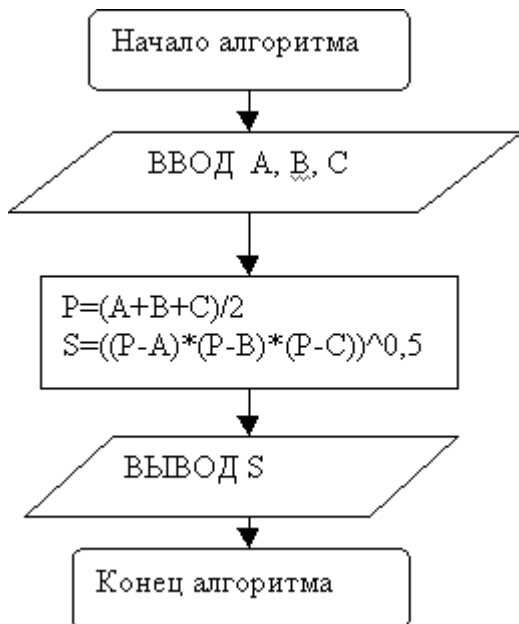 Начало алгоритма
ВВОД А, В, С
P=(A+B+C)/2
S=((P-A)*(P-B)*(P-C))^0,5
ВЫВОД S
Конец алгоритма